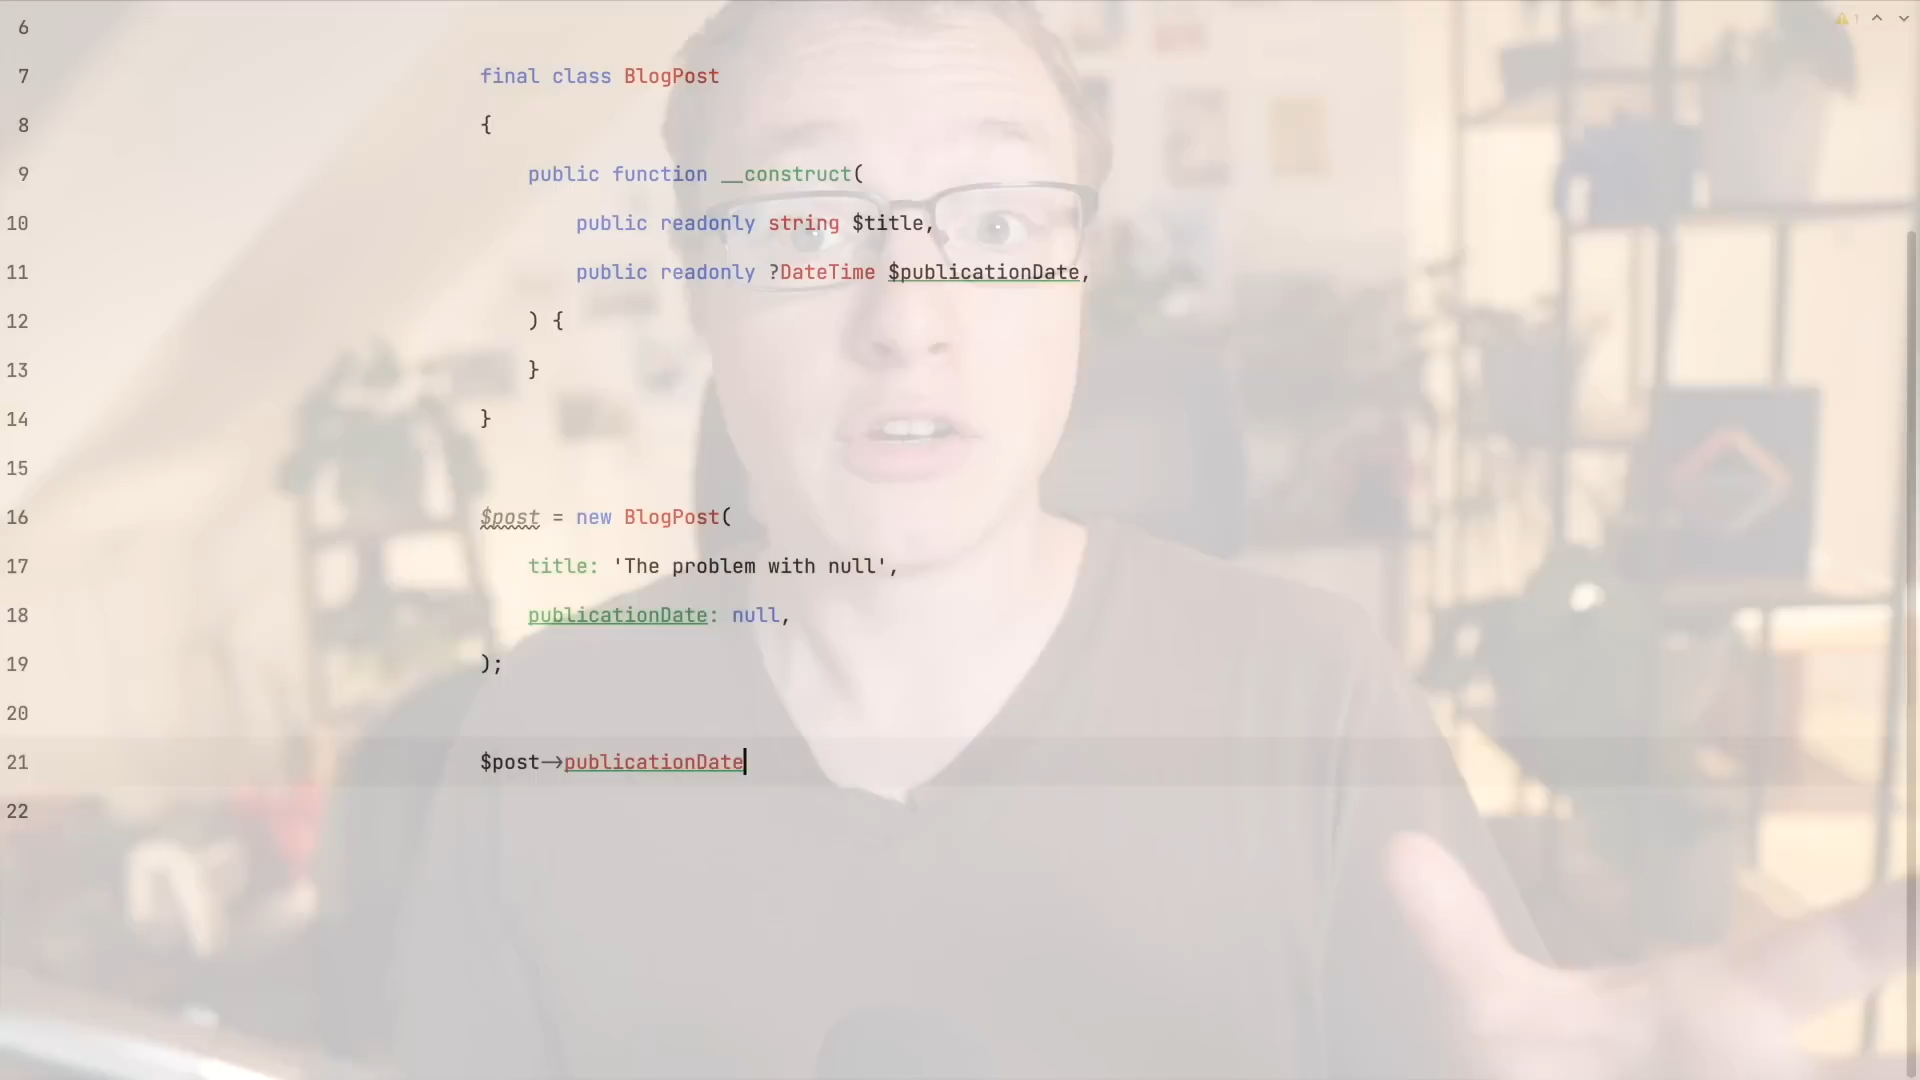 6
7 final class BlogPost
8 {
9 public function __construct(
10 public readonly string $title,
11 public readonly ?DateTime $publicationDate,
12 ) {
13 }
14 }
15
16 $post = new BlogPost(
17 title: 'The problem with null',
18 publicationDate: null,
19 );
20
21 $post->publicationDate
22
1